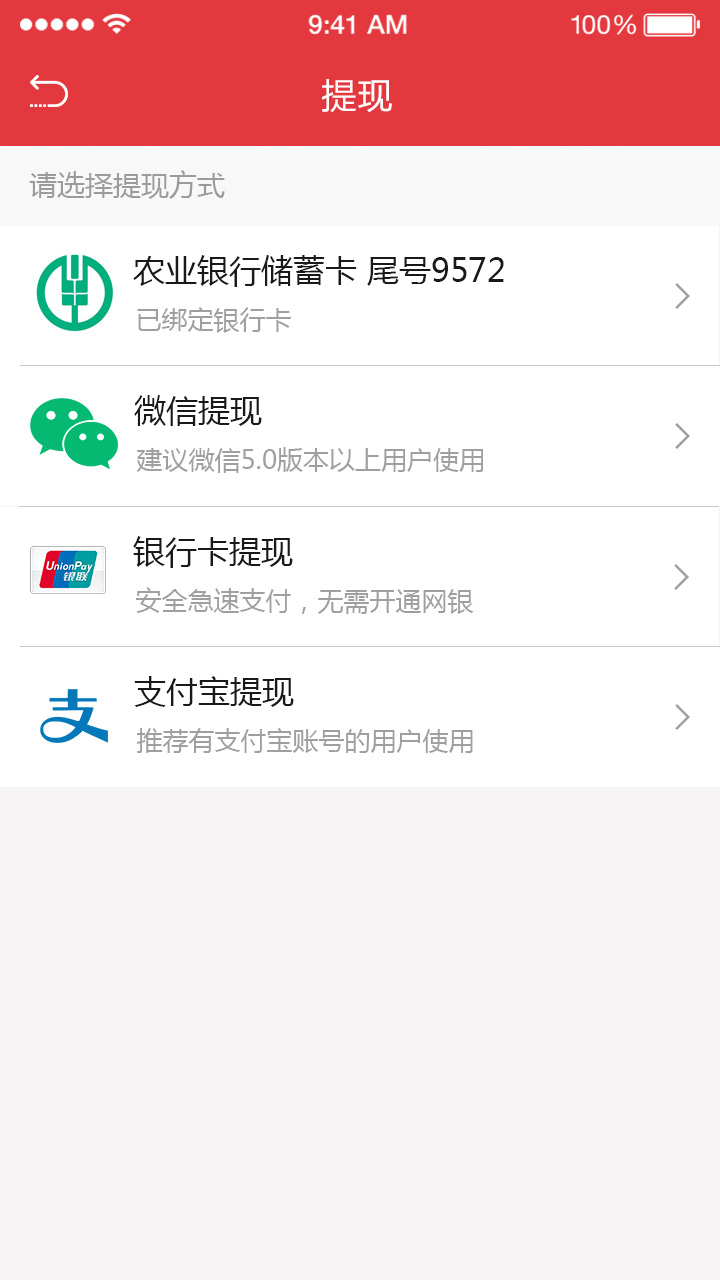 9:41 AM 100%
提现
请选择提现方式
农业银行储蓄卡 尾号9572
已绑定银行卡
微信提现
建议微信5.0版本以上用户使用
银行卡提现
UnionPay
银联
安全急速支付，无需开通网银
支付宝提现
支
推荐有支付宝账号的用户使用